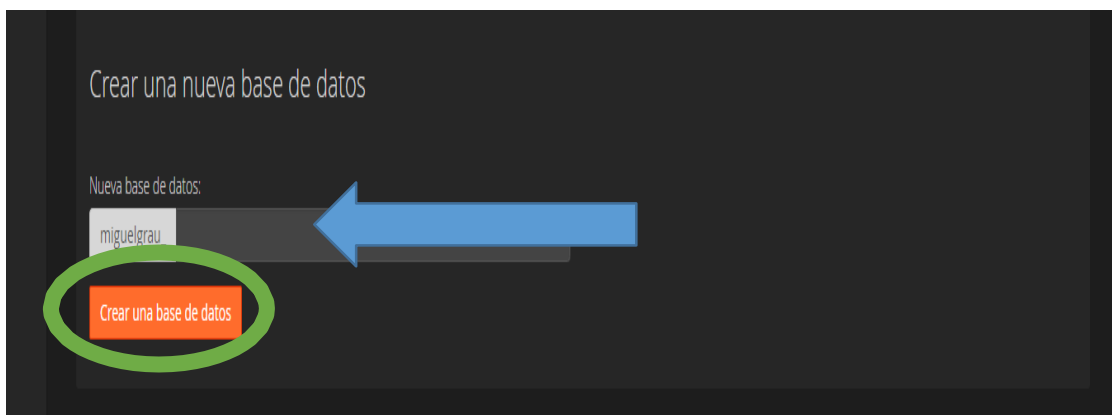 Crear una nueva base de datos
Nueva base de datos:
miguelgrau_
Crear una base de datos